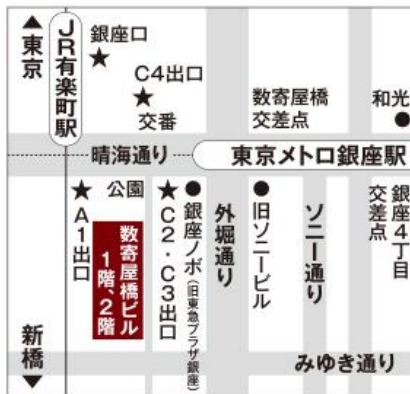 ▲東京
JR有楽町駅
銀座口
★
C4出口
★
交番
数寄屋橋
交差点
和光
●
晴海通り
東京メトロ銀座駅
★
A1出口
公園
数寄屋橋ビル
1階、2階
★
C2・C3出口
●
銀座ノボ(旧東急プラザ銀座)
外堀通り
●
旧ソニービル
ソニー通り
銀座4丁目
交差点
新橋▼
みゆき通り